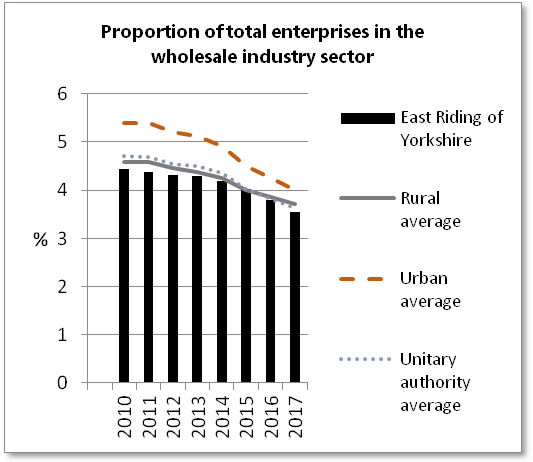 Proportion of total enterprises in the
wholesale industry sector
6
5
4
3
2
1
0
%
2010
2011
2012
2013
2014
2015
2016
2017
East Riding of
Yorkshire
Rural
average
Urban
average
Unitary
authority
average